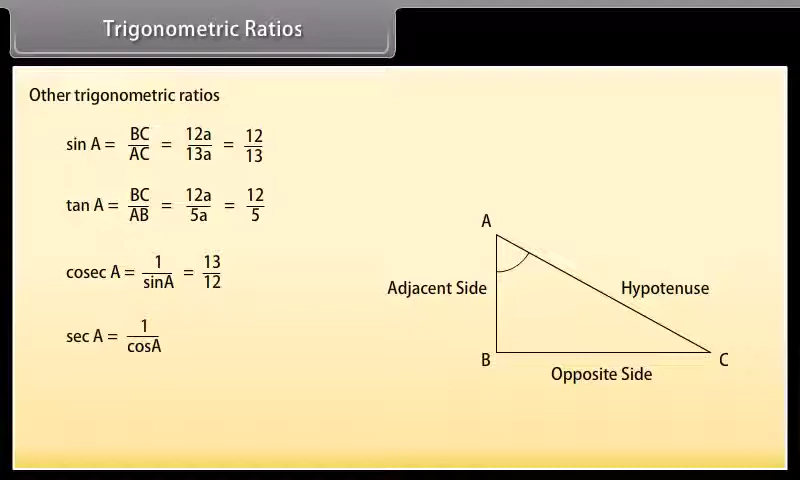 Trigonometric Ratios
Other trigonometric ratios
sin A = BC/AC = 12a/13a = 12/13
tan A = BC/AB = 12a/5a = 12/5
cosec A = 1/sinA = 13/12
sec A = 1/cosA
A
Adjacent Side
Hypotenuse
B
C
Opposite Side